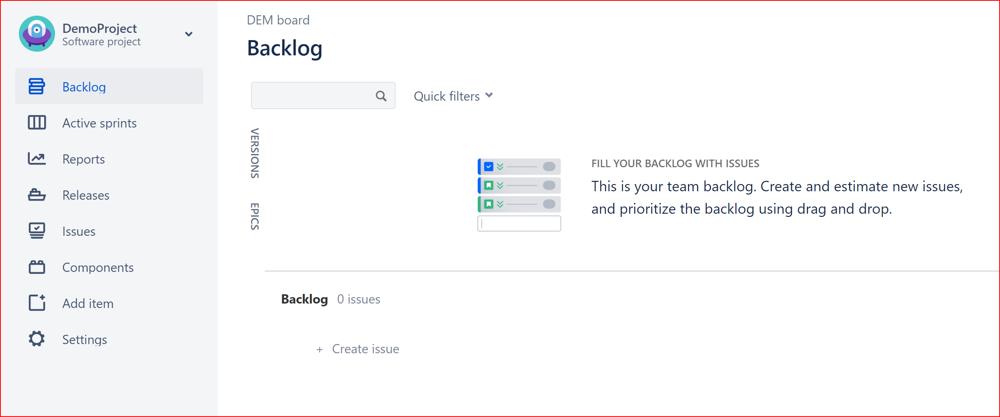 DemoProject
Software project
Backlog
Active sprints
Reports
Releases
Issues
Components
Add item
Settings
DEM board
Backlog
Quick filters
VERSIONS
EPICS
FILL YOUR BACKLOG WITH ISSUES
This is your team backlog. Create and estimate new issues,
and prioritize the backlog using drag and drop.
Backlog 0 issues
+ Create issue